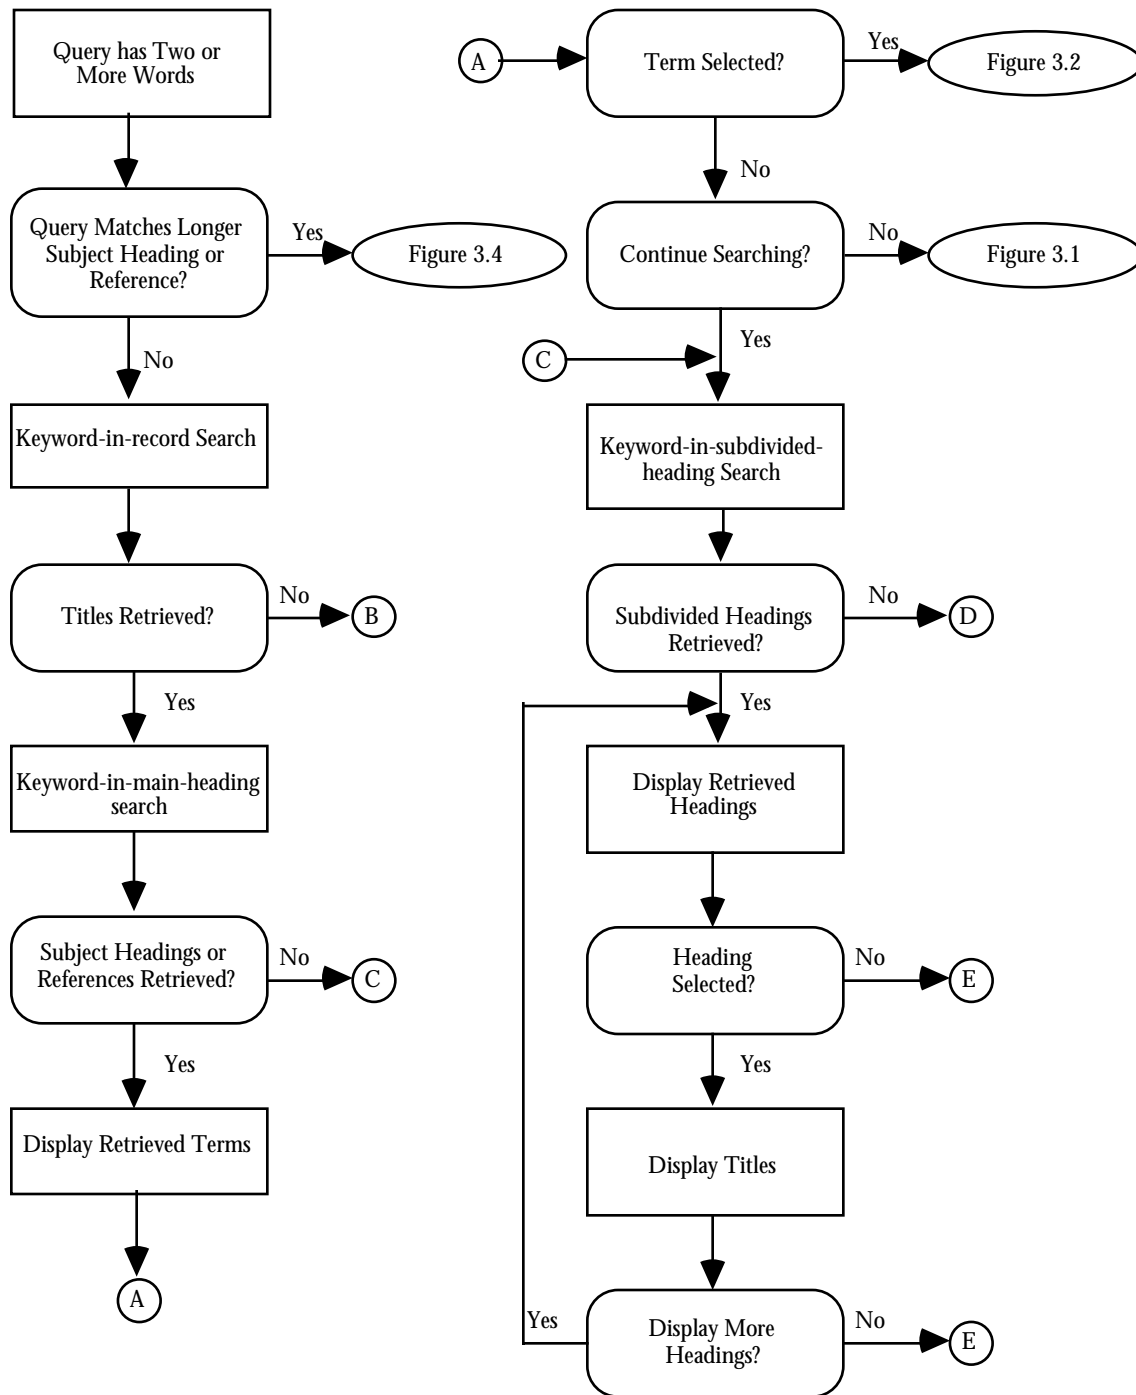 Query has Two or
More Words
Query Matches Longer
Subject Heading or
Reference?
Yes
Figure 3.4
No
Keyword-in-record Search
Titles Retrieved?
No
B
Yes
Keyword-in-main-heading
search
Subject Headings or
References Retrieved?
No
C
Yes
Display Retrieved Terms
A
A
Term Selected?
Yes
Figure 3.2
No
Continue Searching?
No
Figure 3.1
Yes
C
Keyword-in-subdivided-
heading Search
Subdivided Headings
Retrieved?
No
D
Yes
Display Retrieved
Headings
Heading
Selected?
No
E
Yes
Display Titles
Display More
Headings?
Yes
No
E